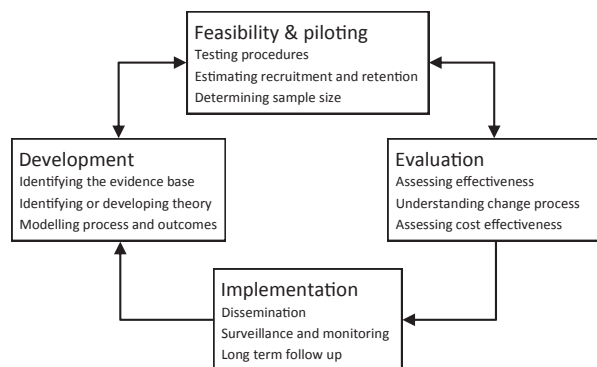 Feasibility & piloting
Testing procedures
Estimating recruitment and retention
Determining sample size
Development
Identifying the evidence base
Identifying or developing theory
Modelling process and outcomes
Evaluation
Assessing effectiveness
Understanding change process
Assessing cost effectiveness
Implementation
Dissemination
Surveillance and monitoring
Long term follow up